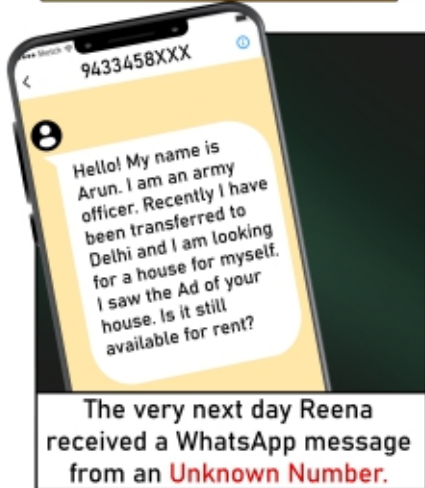 9433458XXX
Hello! My name is
Arun. I am an army
officer. Recently I have
been transferred to
Delhi and I am looking
for a house for myself.
I saw the Ad of your
house. Is it still
available for rent?
The very next day Reena
received a WhatsApp message
from an Unknown Number.